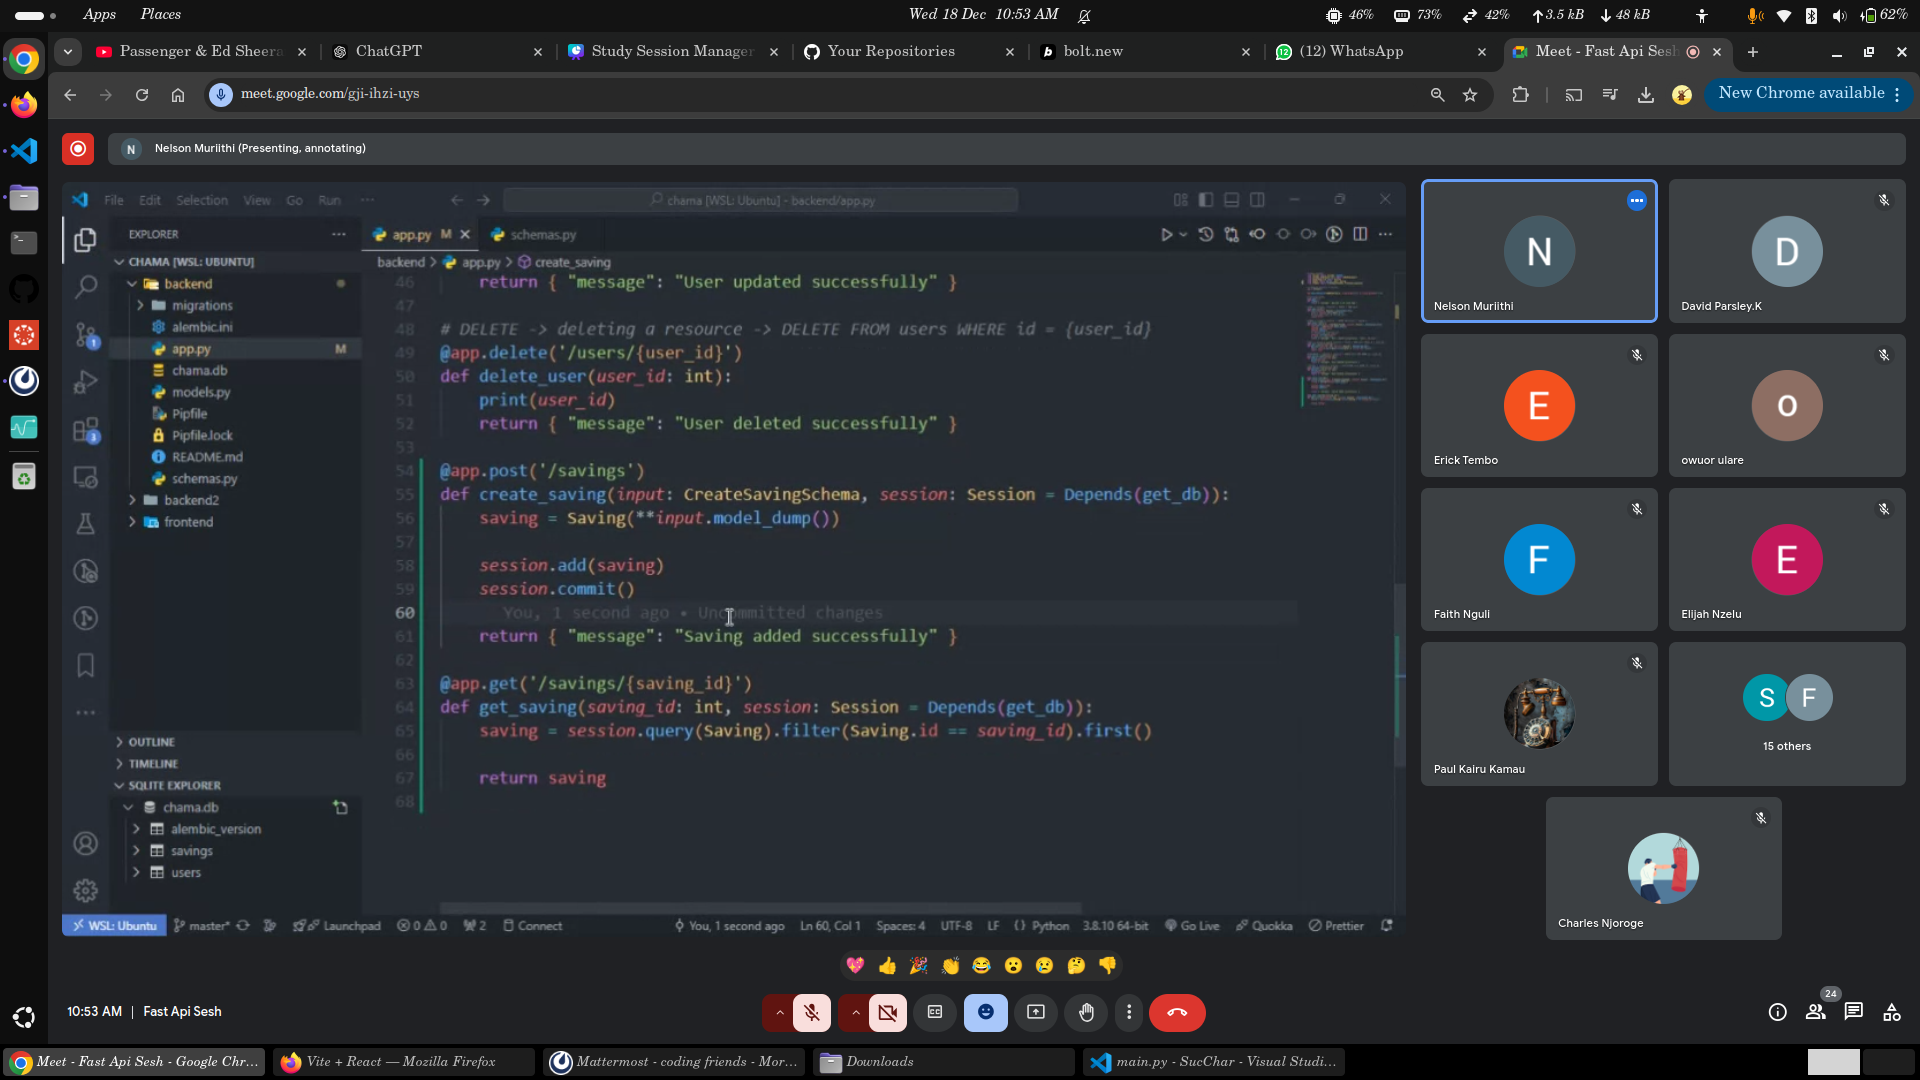 Apps Places Wed 18 Dec 10:53 AM 46% 73% 42% 3.5 kB 48 kB 62%
Passenger & Ed Sheera ChatGPT Study Session Manager Your Repositories bolt.new (12) WhatsApp Meet - Fast Api Sesh
meet.google.com/gji-ihzi-uys New Chrome available
N Nelson Muriithi (Presenting, annotating)
File Edit Selection View Go Run ··· chama [WSL: Ubuntu] - backend/app.py
EXPLORER ··· app.py M schemas.py
CHAMA [WSL: UBUNTU]
backend
migrations
alembic.ini
app.py M
chama.db
models.py
Pipfile
Pipfile.lock
README.md
schemas.py
backend2
frontend
OUTLINE
TIMELINE
SQLITE EXPLORER
chama.db
alembic_version
savings
users
1
3
backend > app.py > create_saving
46 return { "message": "User updated successfully" }
47
48 # DELETE -> deleting a resource -> DELETE FROM users WHERE id = {user_id}
49 @app.delete('/users/{user_id}')
50 def delete_user(user_id: int):
51 print(user_id)
52 return { "message": "User deleted successfully" }
53
54 @app.post('/savings')
55 def create_saving(input: CreateSavingSchema, session: Session = Depends(get_db)):
56 saving = Saving(**input.model_dump())
57
58 session.add(saving)
59 session.commit()
60 You, 1 second ago • Uncommitted changes
61 return { "message": "Saving added successfully" }
62
63 @app.get('/savings/{saving_id}')
64 def get_saving(saving_id: int, session: Session = Depends(get_db)):
65 saving = session.query(Saving).filter(Saving.id == saving_id).first()
66
67 return saving
68
WSL: Ubuntu master* Launchpad 0 0 2 Connect You, 1 second ago Ln 60, Col 1 Spaces: 4 UTF-8 LF Python 3.8.10 64-bit Go Live Quokka Prettier
N
Nelson Muriithi
D
David Parsley.K
E
Erick Tembo
o
owuor ulare
F
Faith Nguli
E
Elijah Nzelu
Paul Kairu Kamau
S F
15 others
Charles Njoroge
10:53 AM | Fast Api Sesh 24
Meet - Fast Api Sesh - Google Chr... Vite + React — Mozilla Firefox Mattermost - coding friends - Mor... Downloads main.py - SucChar - Visual Studi...